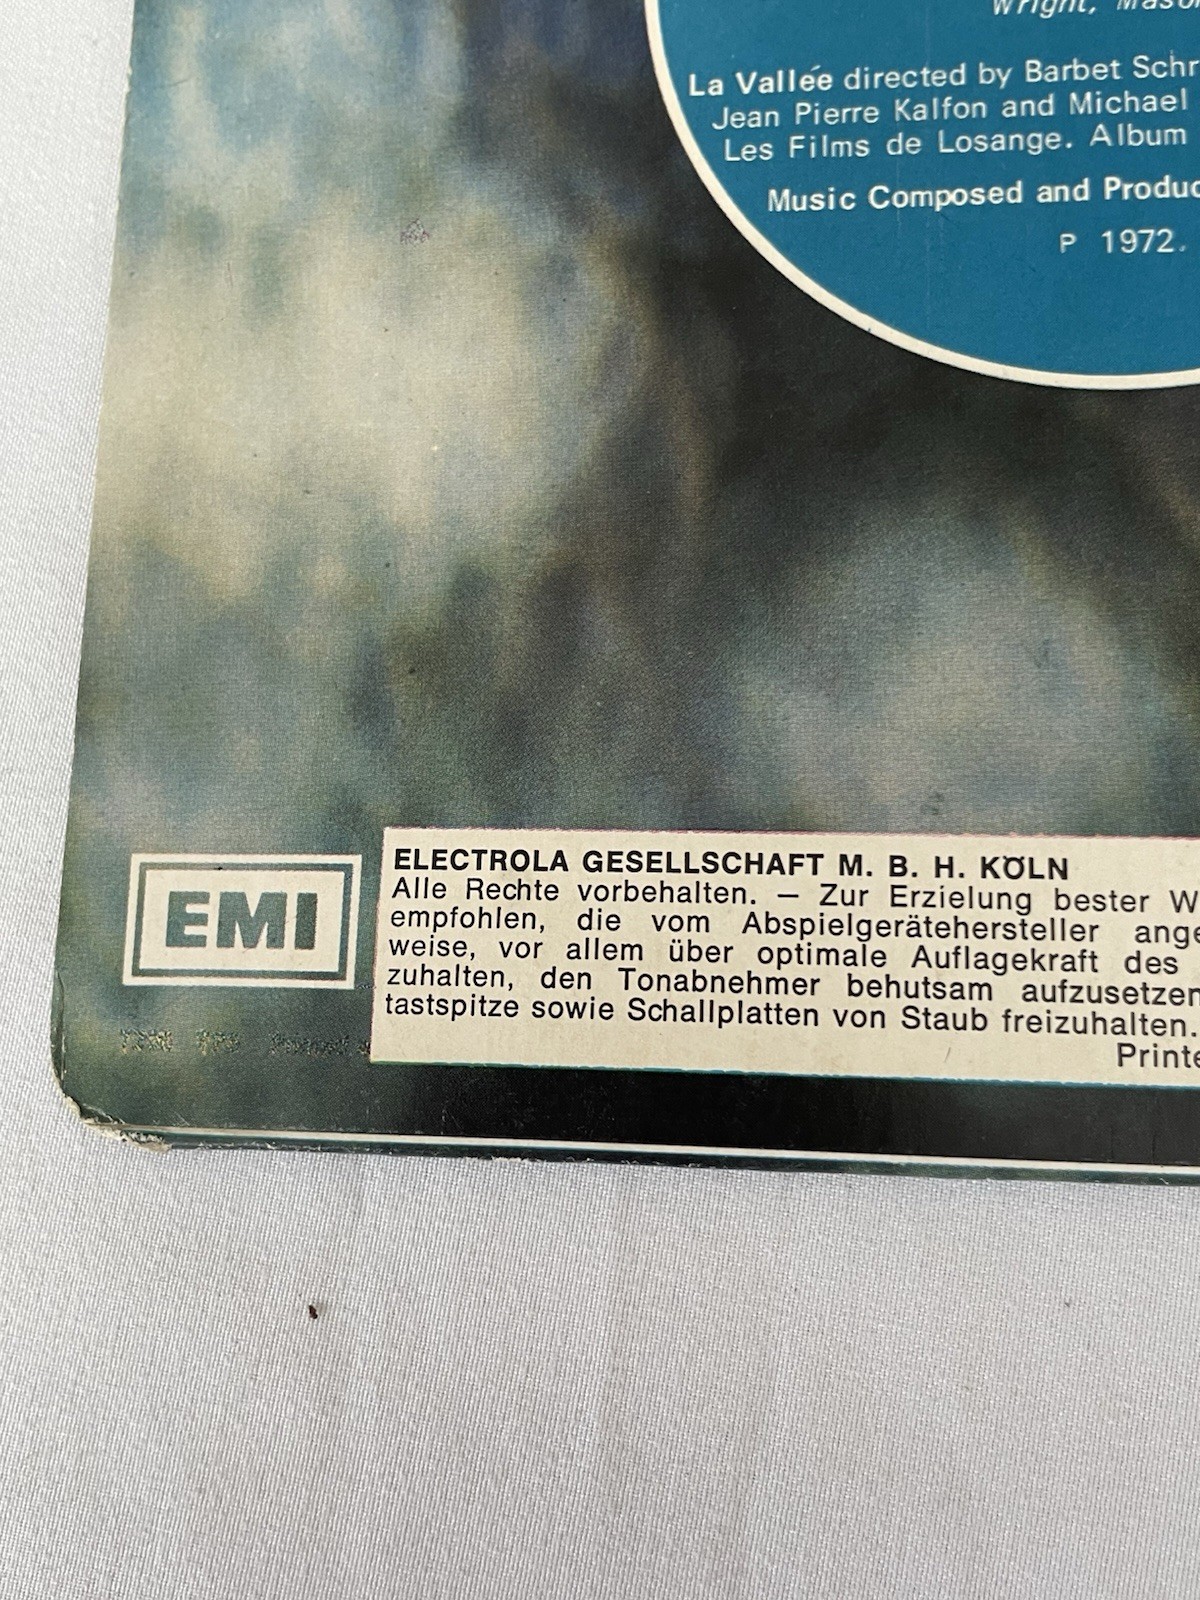 Wright,
La Vallée directed by Barbet Schr
Jean Pierre Kalfon and Michael
Les Films de Losange. Album
Music Composed and Produc
P 1972.
EMI
ELECTROLA GESELLSCHAFT M. B. H. KÖLN
Alle Rechte vorbehalten. — Zur Erzielung bester W
empfohlen, die vom Abspielgerätehersteller ange
weise, vor allem über optimale Auflagekraft des
zuhalten, den Tonabnehmer behutsam aufzusetzen
tastspitze sowie Schallplatten von Staub freizuhalten.
Printe